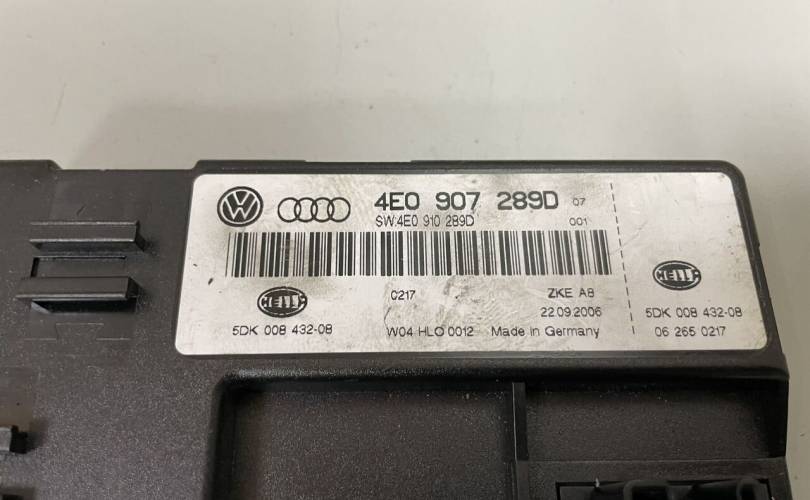 4E0 907 289D 07
SW:4E0 910 289D 001
0217 ZKE A8
22.09.2006
HELLA
5DK 008 432-08 W04 HLO 0012 Made in Germany
HELLA
5DK 008 432-08
06 265 0217